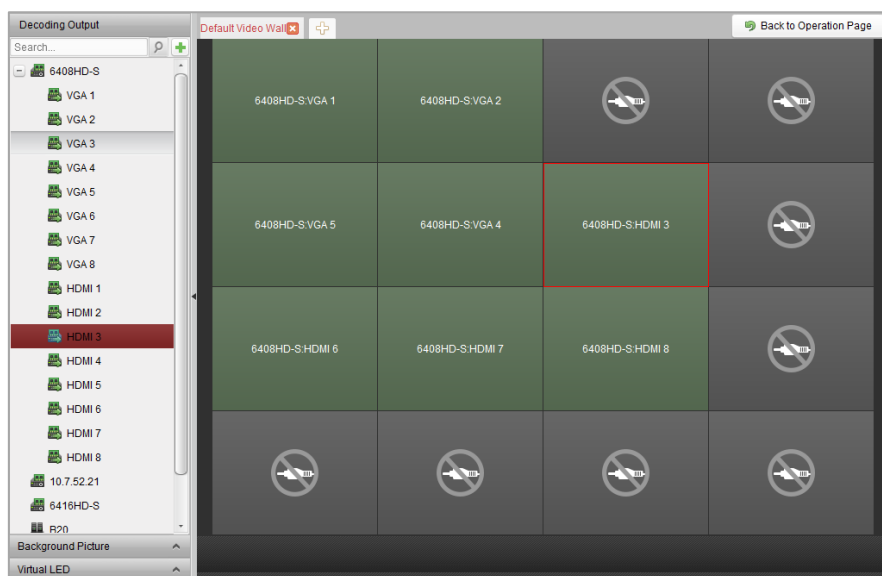 Decoding Output
Search...
6408HD-S
VGA 1
VGA 2
VGA 3
VGA 4
VGA 5
VGA 6
VGA 7
VGA 8
HDMI 1
HDMI 2
HDMI 3
HDMI 4
HDMI 5
HDMI 6
HDMI 7
HDMI 8
10.7.52.21
6416HD-S
B20
Background Picture
Virtual LED
Default Video Wall
Back to Operation Page
6408HD-S:VGA 1
6408HD-S:VGA 2
6408HD-S:VGA 5
6408HD-S:VGA 4
6408HD-S:HDMI 3
6408HD-S:HDMI 6
6408HD-S:HDMI 7
6408HD-S:HDMI 8